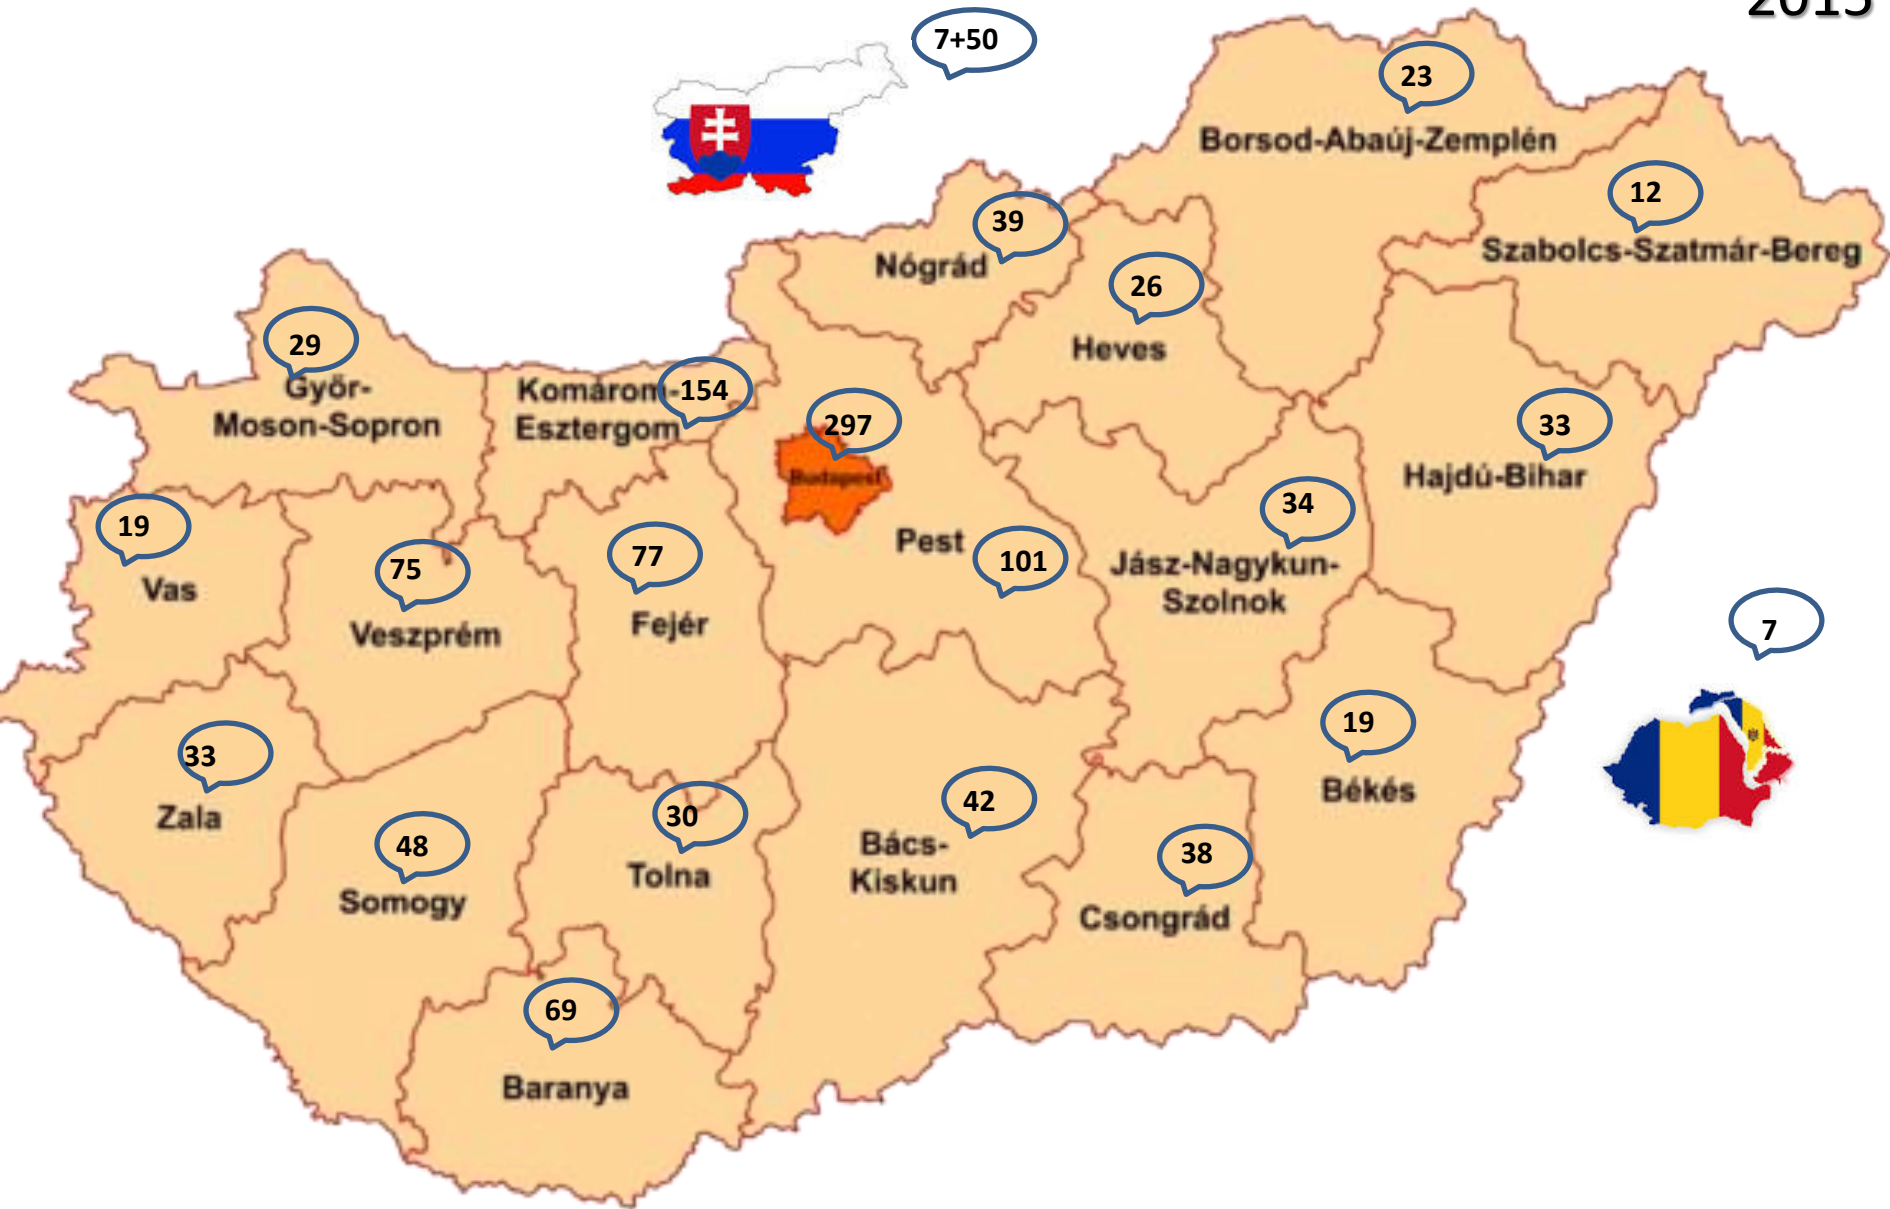 2015
7+50
23
Borsod-Abaúj-Zemplén
12
Szabolcs-Szatmár-Bereg
39
Nógrád
26
Heves
29
Győr-
Moson-Sopron
Komárom-
Esztergom
154
297
Budapest
33
Hajdú-Bihar
19
Vas
75
Veszprém
77
Fejér
Pest
101
34
Jász-Nagykun-
Szolnok
7
33
Zala
48
Somogy
30
Tolna
42
Bács-
Kiskun
38
Csongrád
19
Békés
69
Baranya